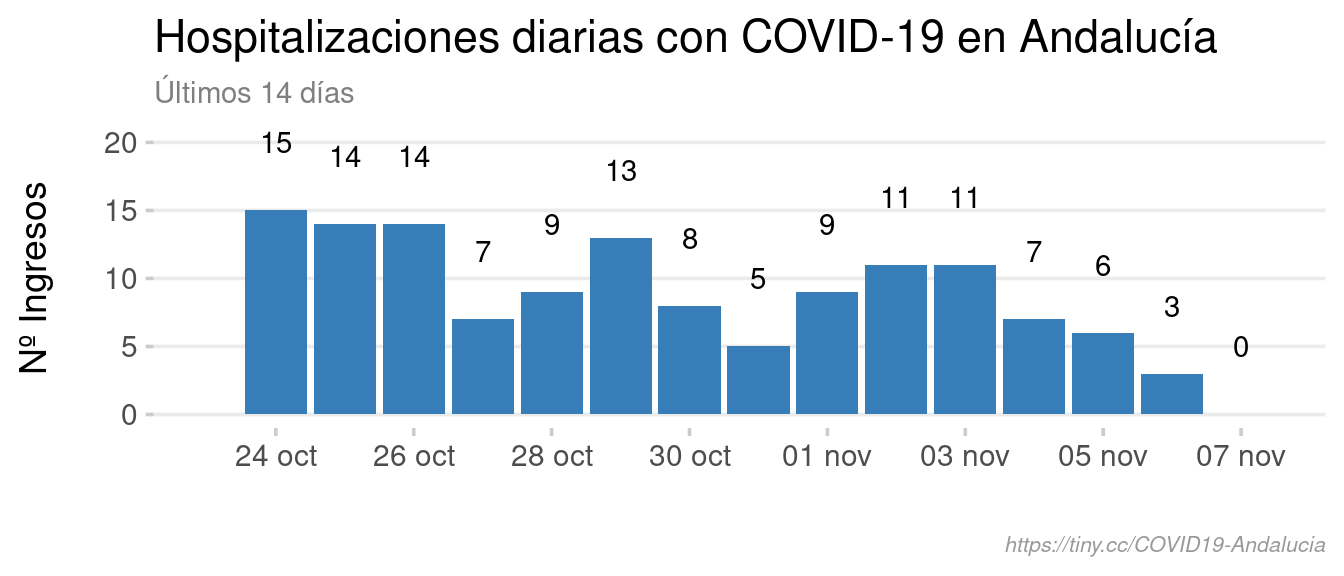 Hospitalizaciones diarias con COVID-19 en Andalucía
Últimos 14 días
Nº Ingresos
20
15
10
5
0
15
14
14
7
9
13
8
5
9
11
11
7
6
3
0
24 oct
26 oct
28 oct
30 oct
01 nov
03 nov
05 nov
07 nov
https://tiny.cc/COVID19-Andalucia